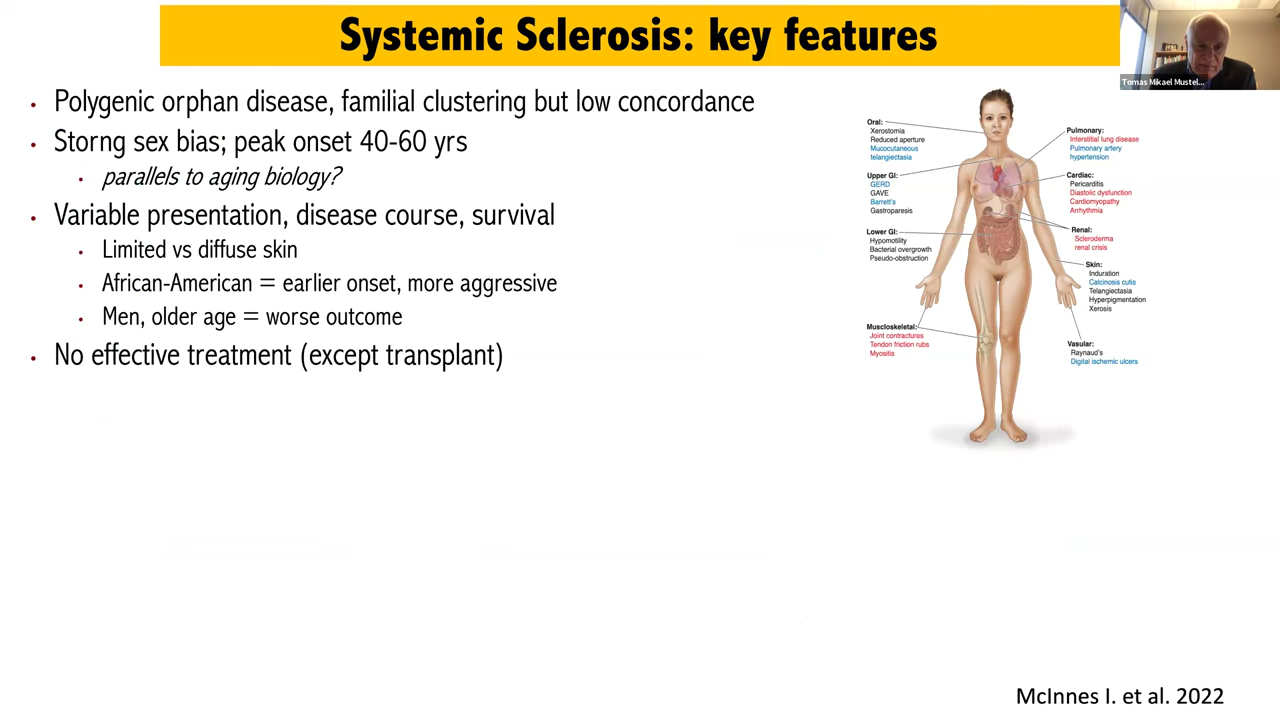 Systemic Sclerosis: key features
Tomas Mikael Mustel...
• Polygenic orphan disease, familial clustering but low concordance
• Storng sex bias; peak onset 40-60 yrs
• parallels to aging biology?
• Variable presentation, disease course, survival
• Limited vs diffuse skin
• African-American = earlier onset, more aggressive
• Men, older age = worse outcome
• No effective treatment (except transplant)
Oral:
Xerostomia
Reduced aperture
Mucocutaneous
telangiectasia
Upper GI:
GERD
GAVE
Barrett's
Gastroparesis
Lower GI:
Hypomotility
Bacterial overgrowth
Pseudo-obstruction
Muscloskeletal:
Joint contractures
Tendon friction rubs
Myositis
Pulmonary:
Interstitial lung disease
Pulmonary artery
hypertension
Cardiac:
Pericarditis
Diastolic dysfunction
Cardiomyopathy
Arrhythmia
Renal:
Scleroderma
renal crisis
Skin:
Induration
Calcinosis cutis
Telangiectasia
Hyperpigmentation
Xerosis
Vasular:
Raynaud's
Digital ischemic ulcers
McInnes I. et al. 2022